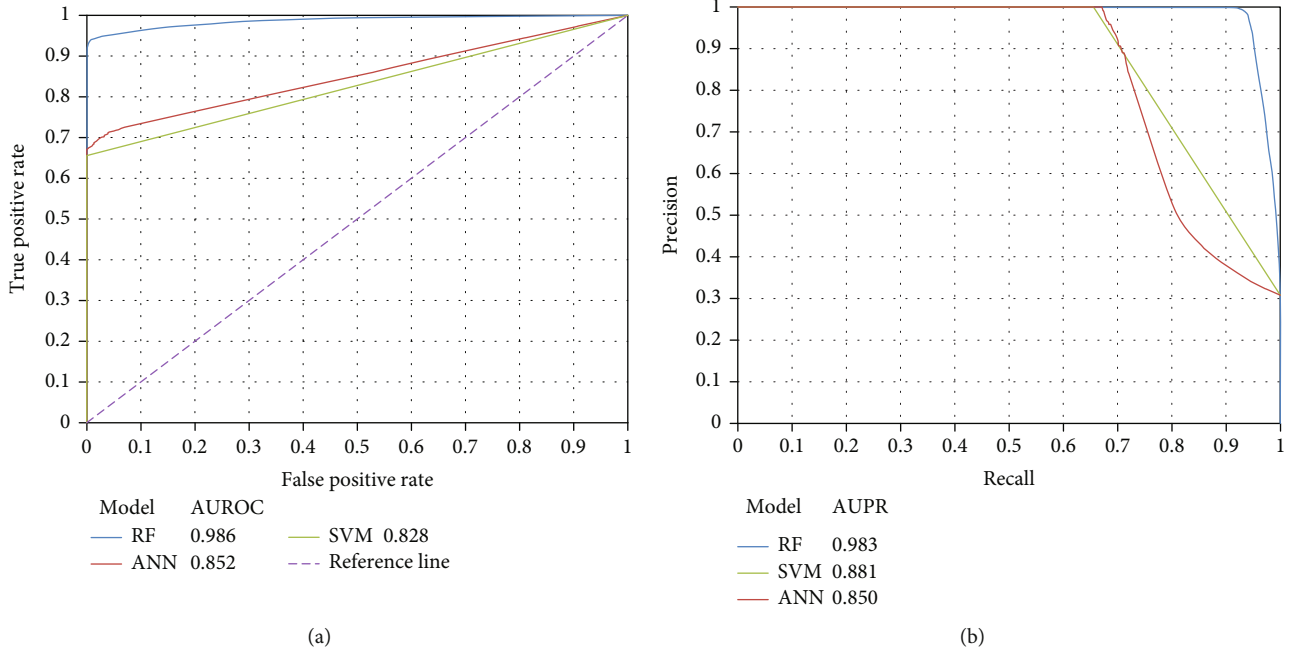 1
0.9
0.8
0.7
0.6
0.5
0.4
0.3
0.2
0.1
0
True positive rate
0 0.1 0.2 0.3 0.4 0.5 0.6 0.7 0.8 0.9 1
False positive rate
Model AUROC
RF 0.986 SVM 0.828
ANN 0.852 Reference line
(a)
1
0.9
1
0.8
0.7
0.6
0.5
0.4
0.3
0.2
0.1
0
Precision
0 0.1 0.2 0.3 0.4 0.5 0.6 0.7 0.8 0.9 1
Recall
Model AUPR
RF 0.983
SVM 0.881
ANN 0.850
(b)